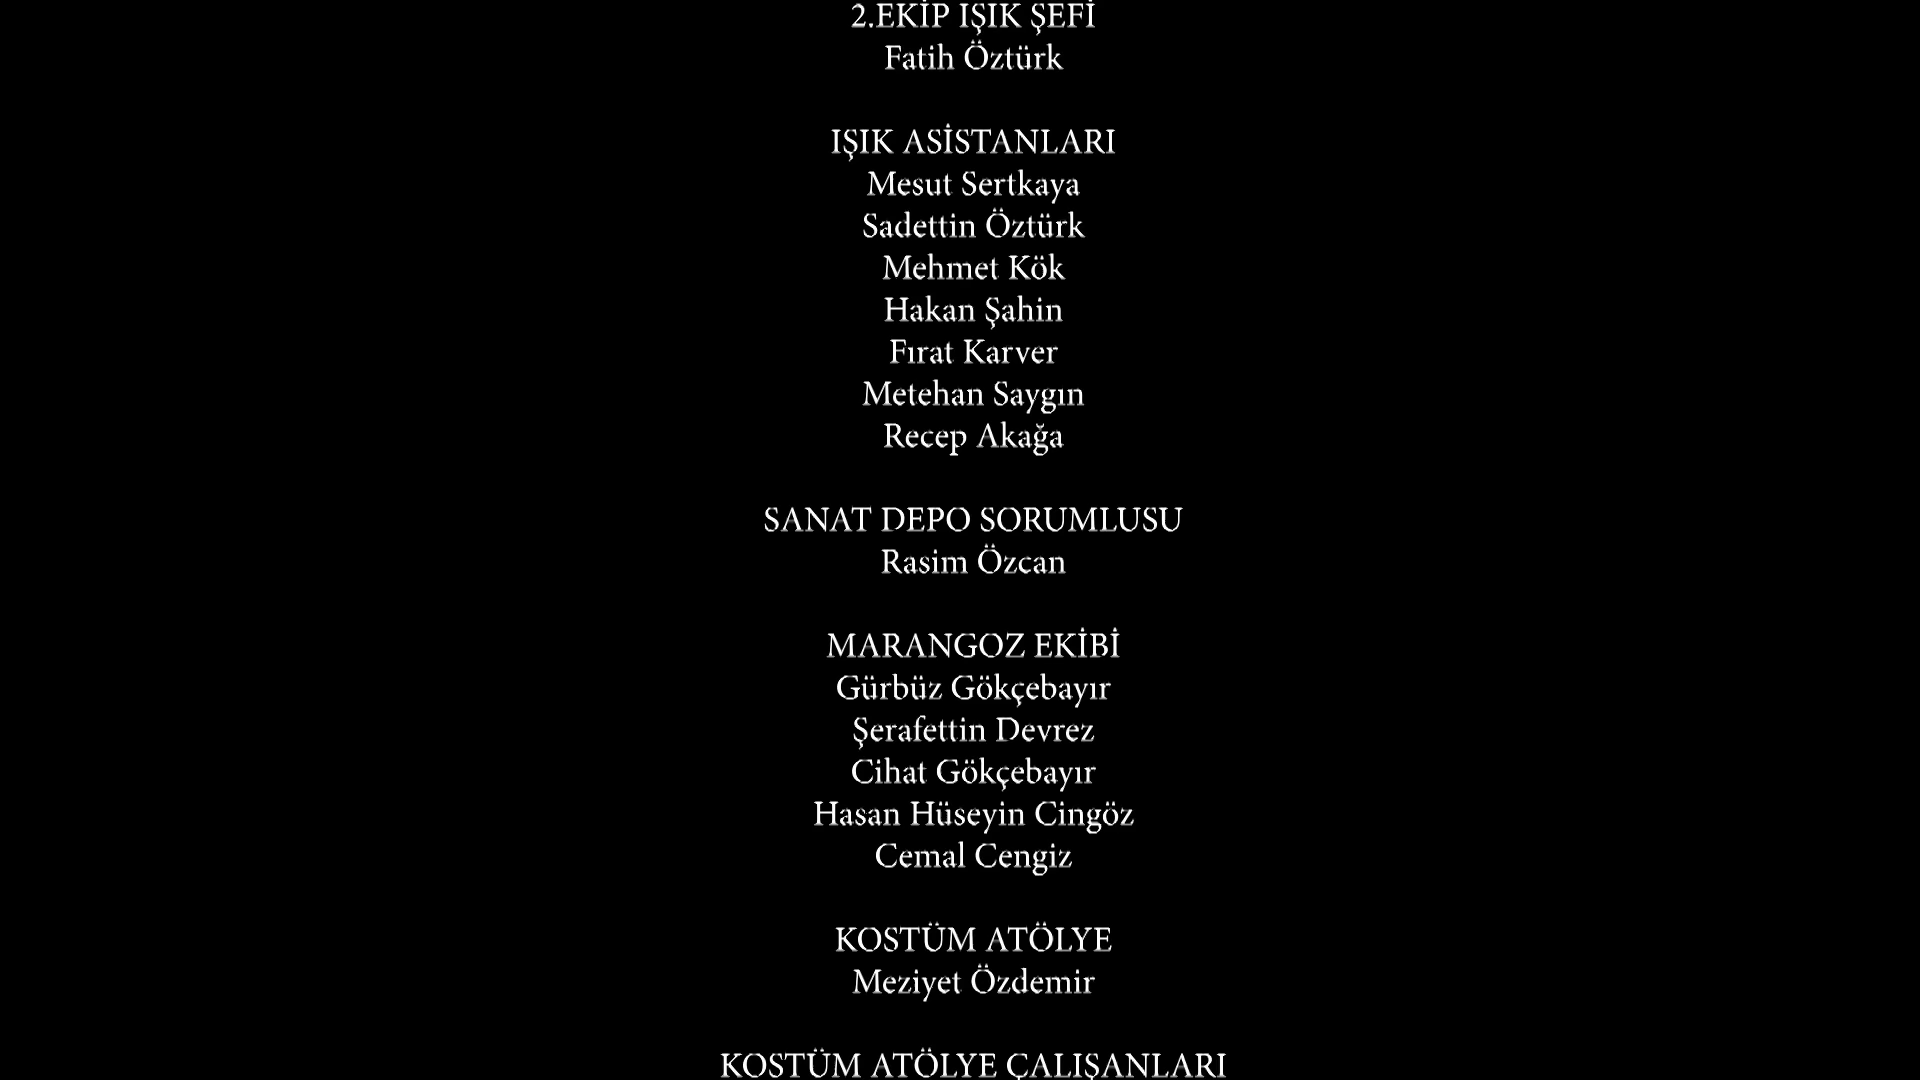 2.EKİP IŞIK ŞEFİ
Fatih Öztürk
IŞIK ASİSTANLARI
Mesut Sertkaya
Sadettin Öztürk
Mehmet Kök
Hakan Şahin
Fırat Karver
Metehan Saygın
Recep Akağa
SANAT DEPO SORUMLUSU
Rasim Özcan
MARANGOZ EKİBİ
Gürbüz Gökçebayır
Şerafettin Devrez
Cihat Gökçebayır
Hasan Hüseyin Cingöz
Cemal Cengiz
KOSTÜM ATÖLYE
Meziyet Özdemir
KOSTÜM ATÖLYE ÇALIŞANLARI